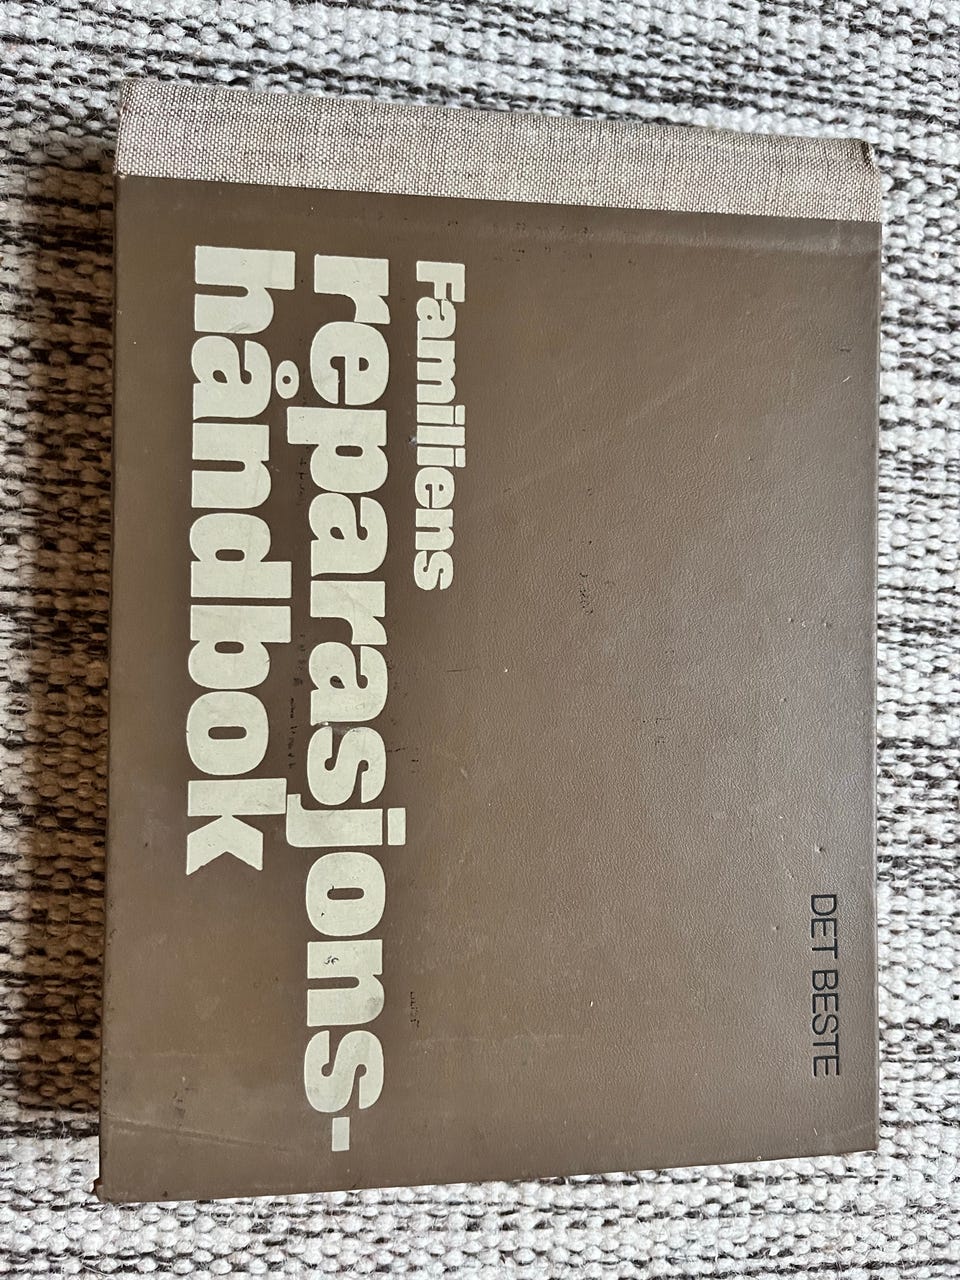 DET BESTE
Familiens
reparasjons-
håndbok